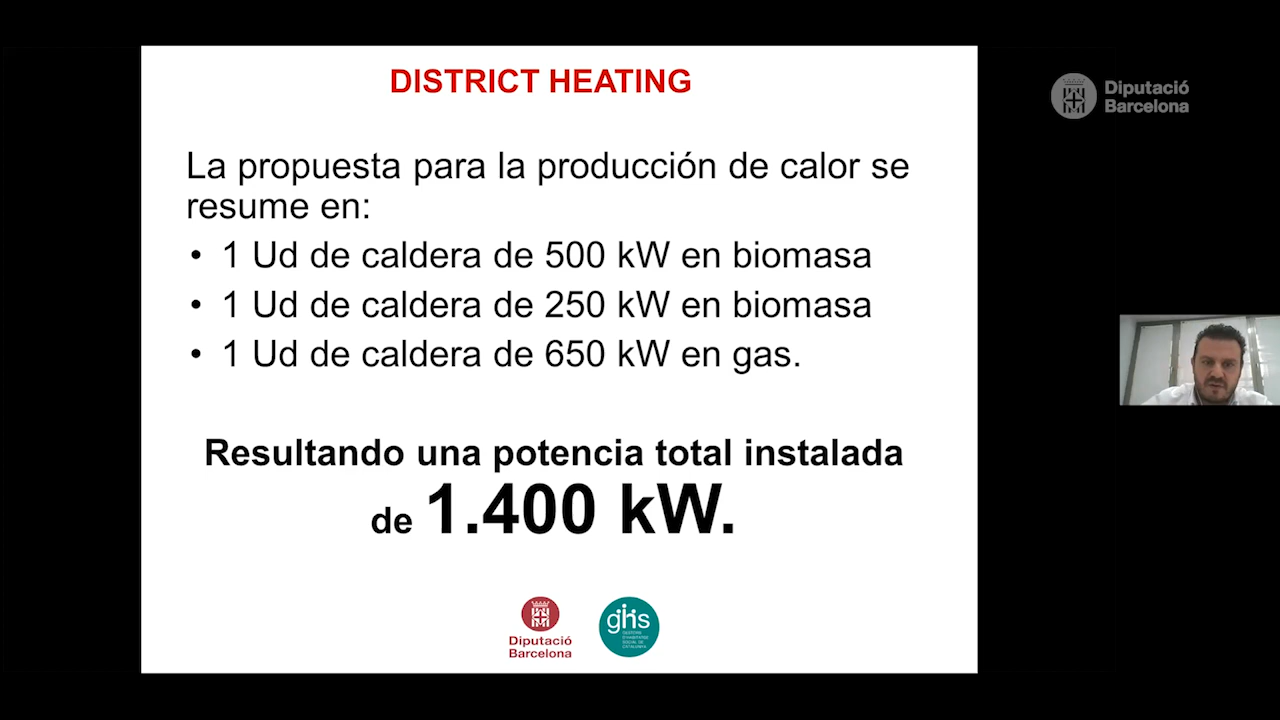 DISTRICT HEATING
Diputació
Barcelona
La propuesta para la producción de calor se
resume en:
• 1 Ud de caldera de 500 kW en biomasa
• 1 Ud de caldera de 250 kW en biomasa
• 1 Ud de caldera de 650 kW en gas.
Resultando una potencia total instalada
de 1.400 kW.
Diputació
Barcelona
ghs